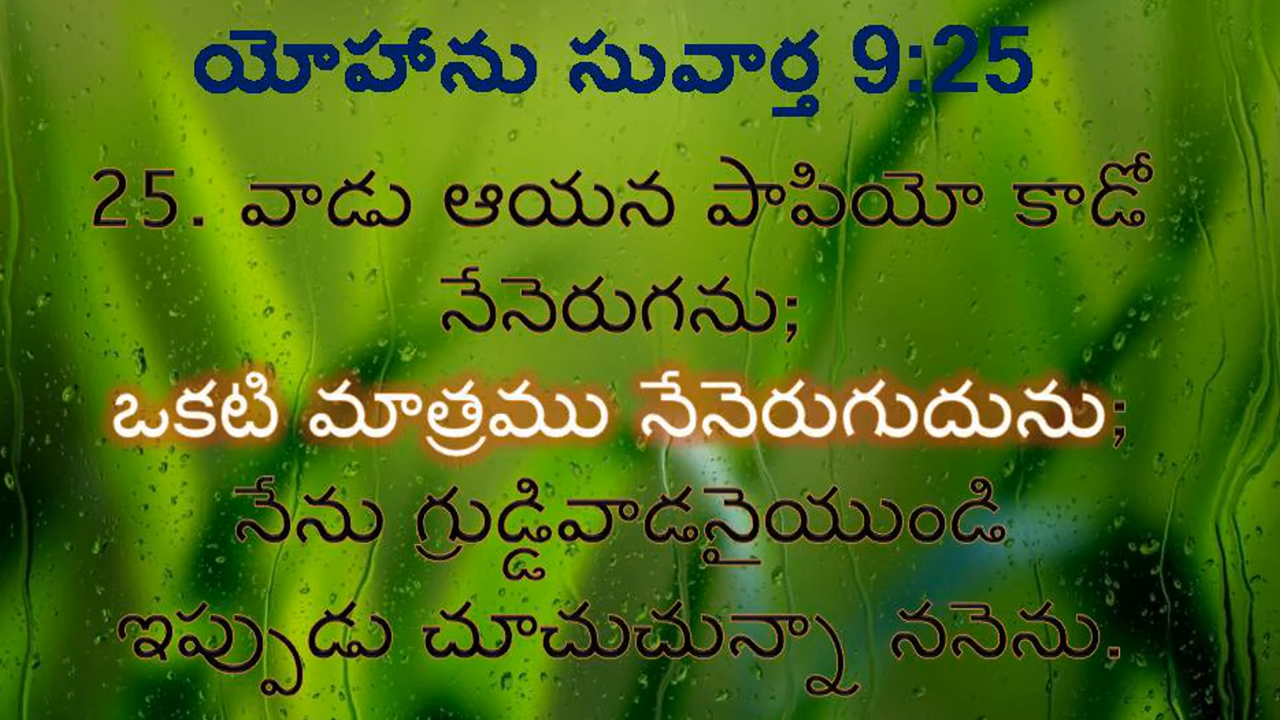 యోహాను సువార్త 9:25
25. వాడు ఆయన పాపియో కాడో
నేనెరుగను;
ఒకటి మాత్రము నేనెరుగుదును;
నేను గ్రుడ్డివాడనైయుండి
ఇప్పుడు చూచుచున్నా ననెను.